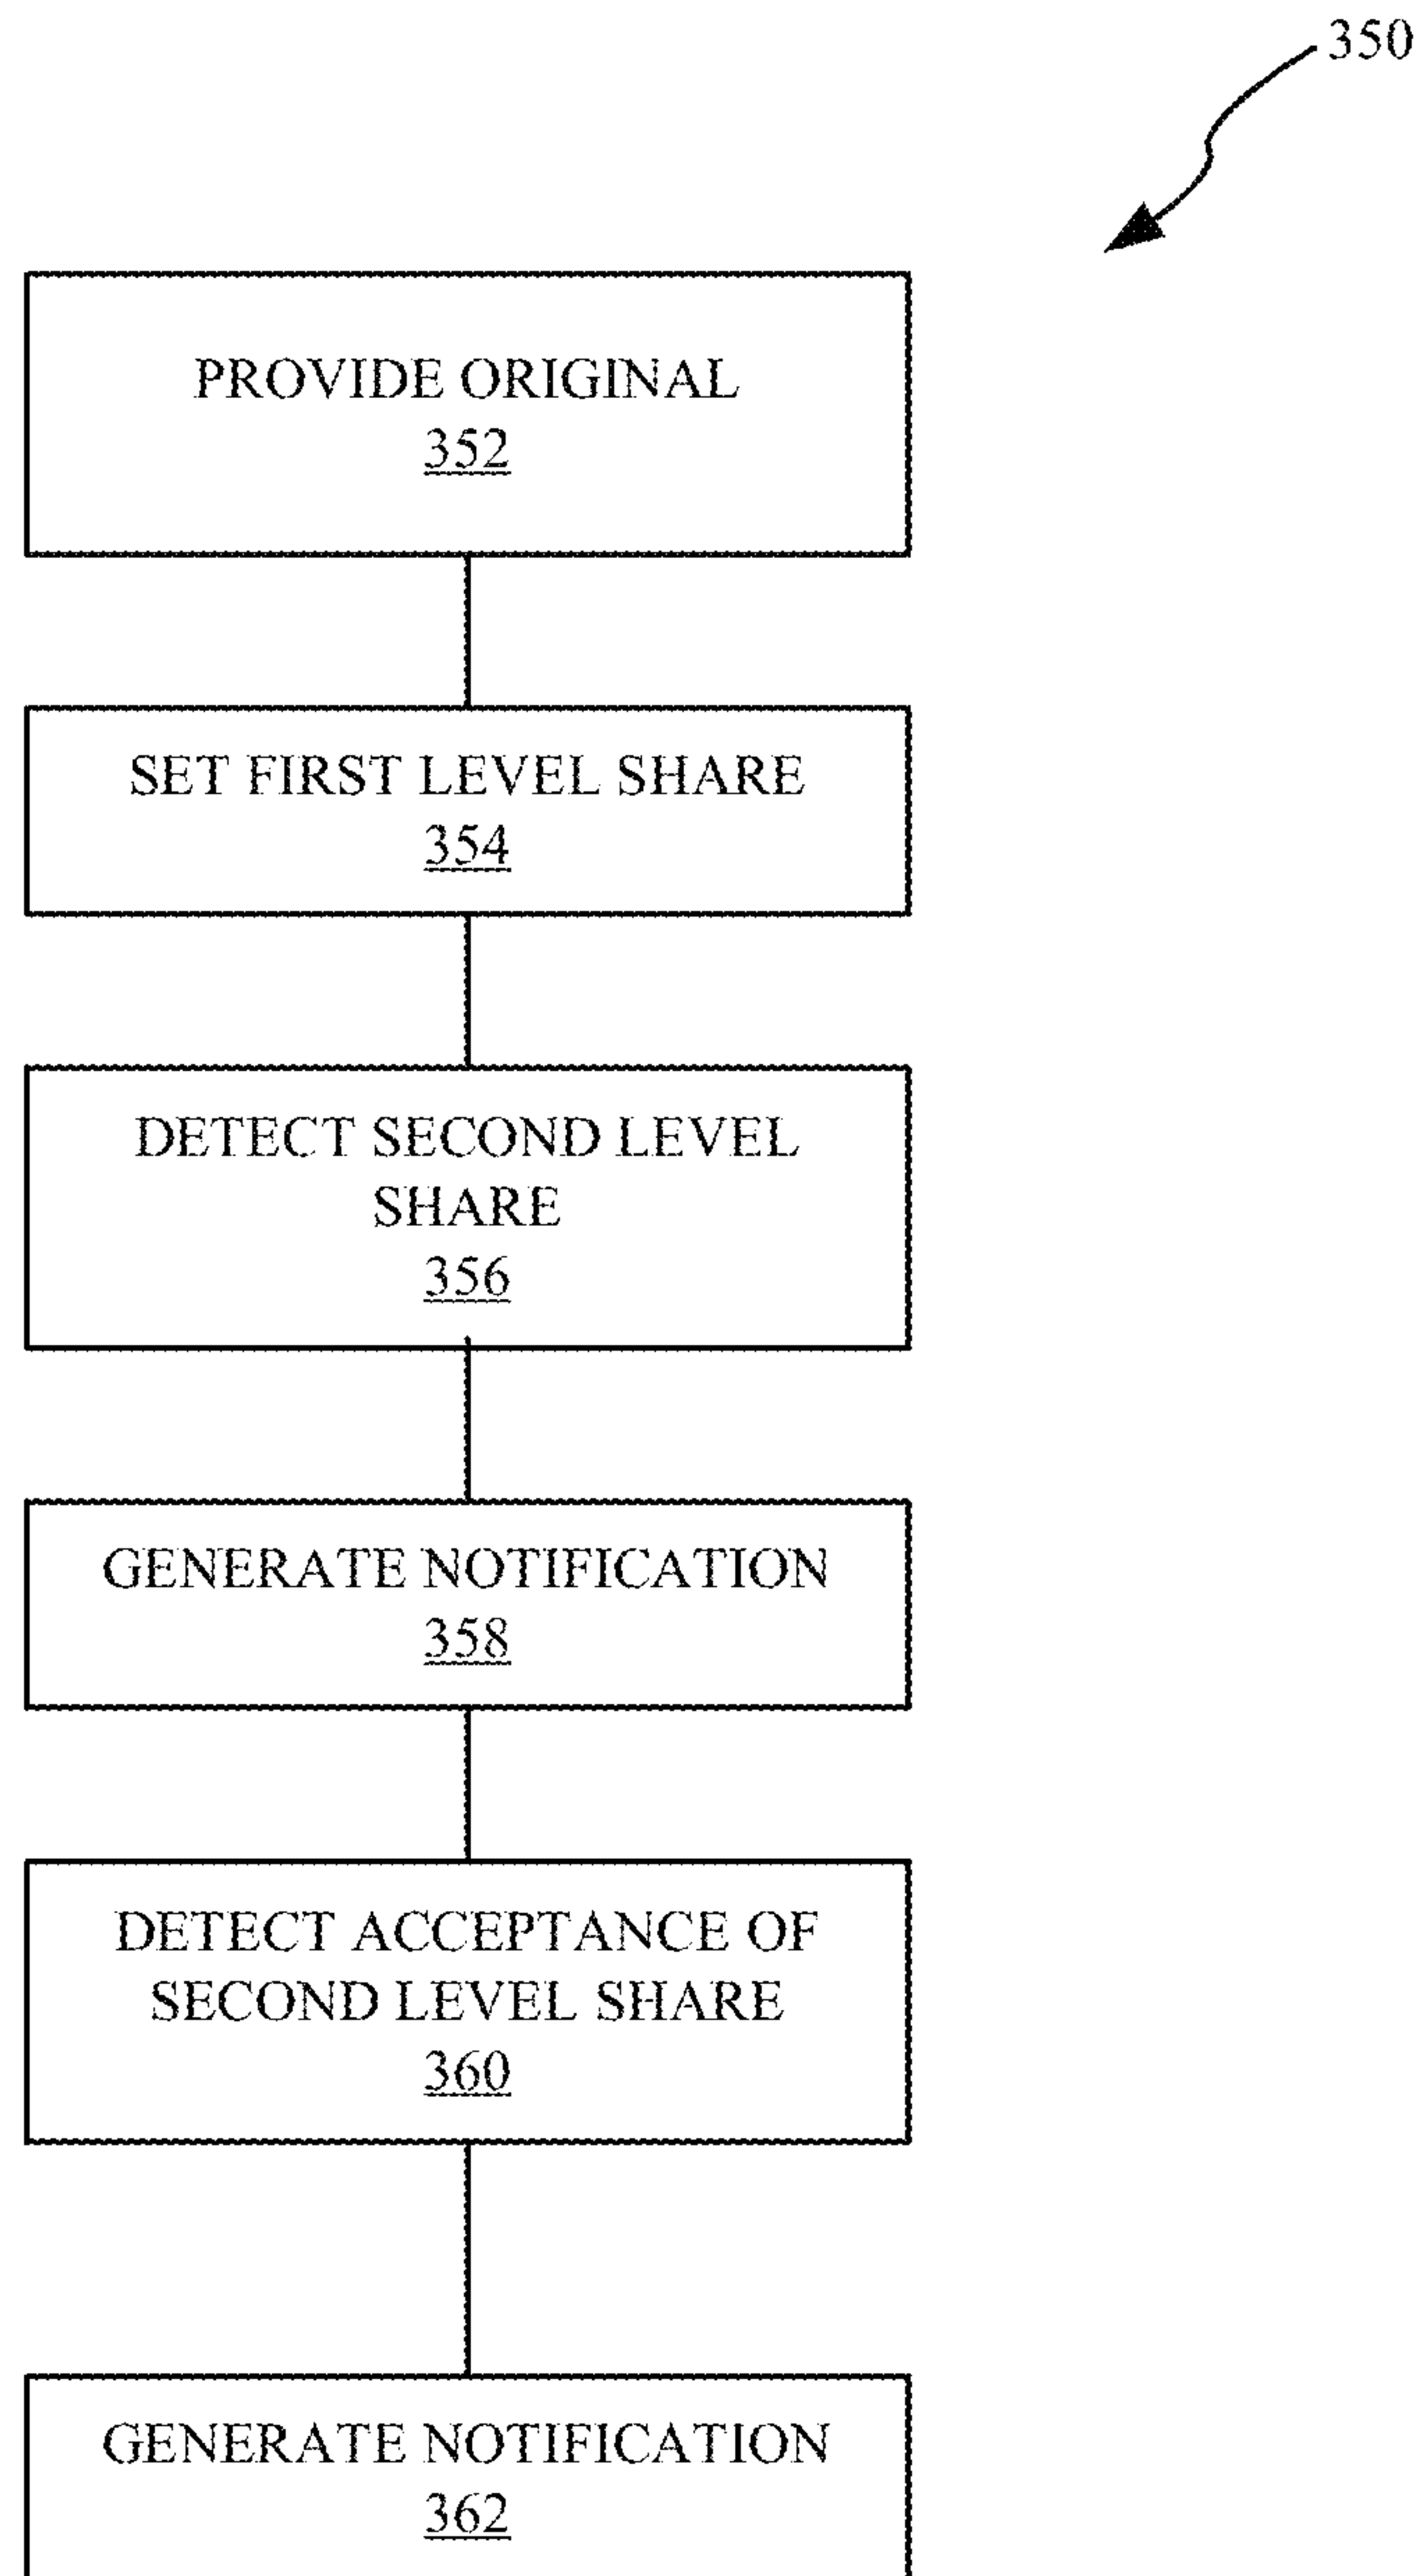 350
PROVIDE ORIGINAL
352
SET FIRST LEVEL SHARE
354
DETECT SECOND LEVEL
SHARE
356
GENERATE NOTIFICATION
358
DETECT ACCEPTANCE OF
SECOND LEVEL SHARE
360
GENERATE NOTIFICATION
362